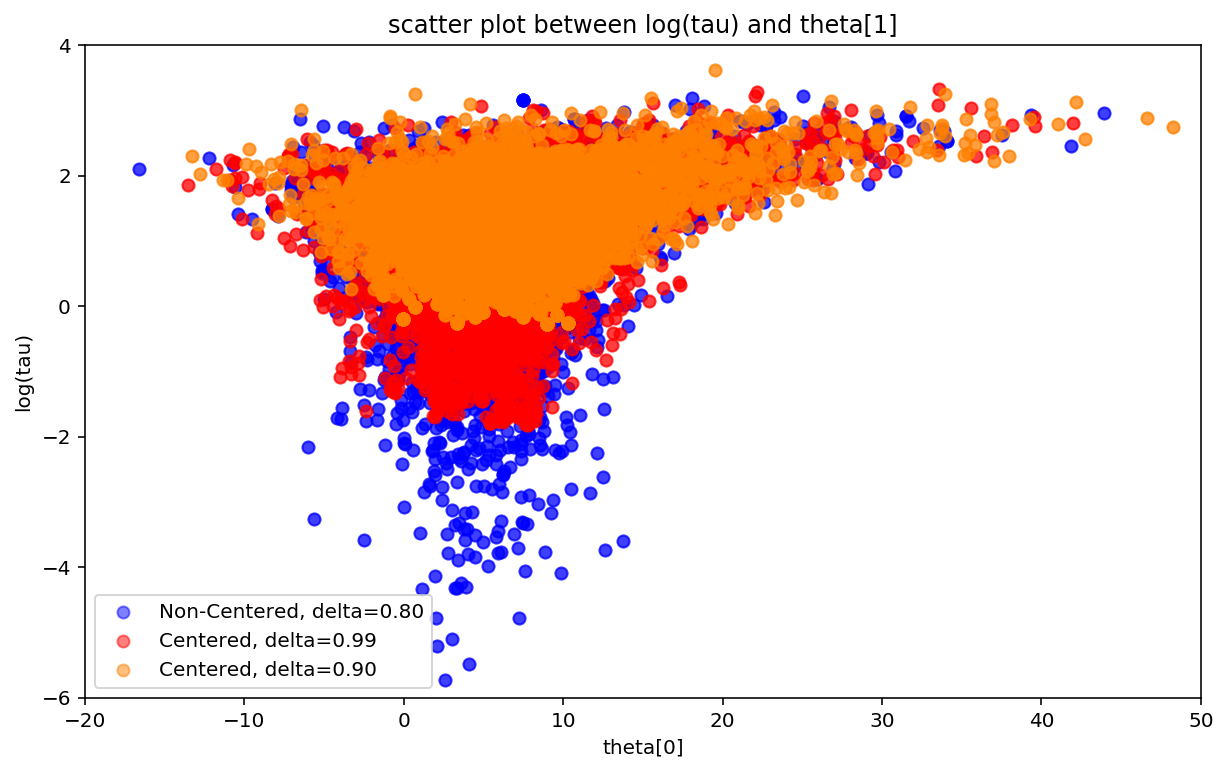 scatter plot between log(tau) and theta[1]
4
2
0
−2
−4
−6
log(tau)
Non-Centered, delta=0.80
Centered, delta=0.99
Centered, delta=0.90
−20
−10
0
10
20
30
40
50
theta[0]